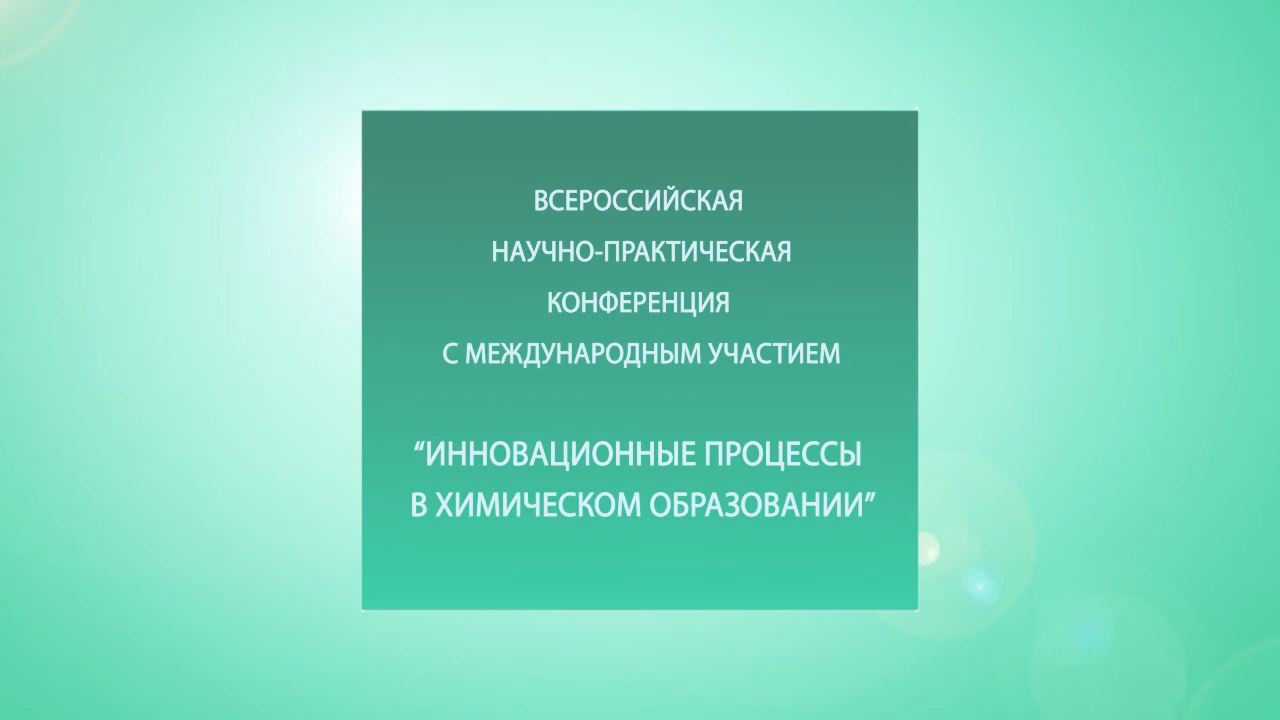 ВСЕРОССИЙСКАЯ
НАУЧНО-ПРАКТИЧЕСКАЯ
КОНФЕРЕНЦИЯ
С МЕЖДУНАРОДНЫМ УЧАСТИЕМ
“ИННОВАЦИОННЫЕ ПРОЦЕССЫ
В ХИМИЧЕСКОМ ОБРАЗОВАНИИ”